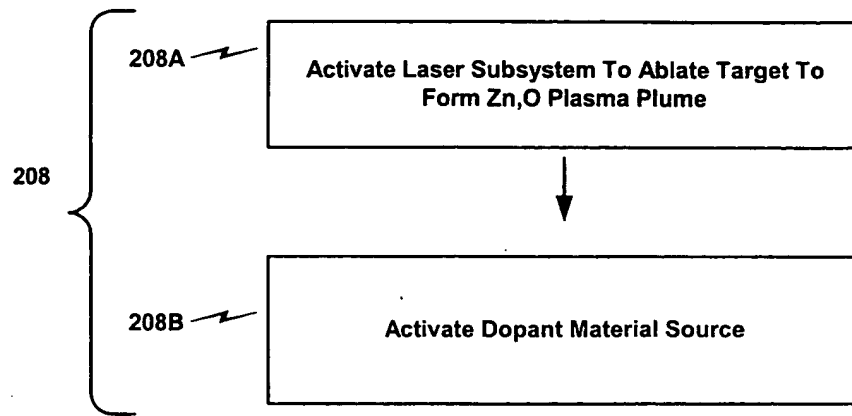 208A
Activate Laser Subsystem To Ablate Target To
Form Zn,O Plasma Plume
208
208B
Activate Dopant Material Source